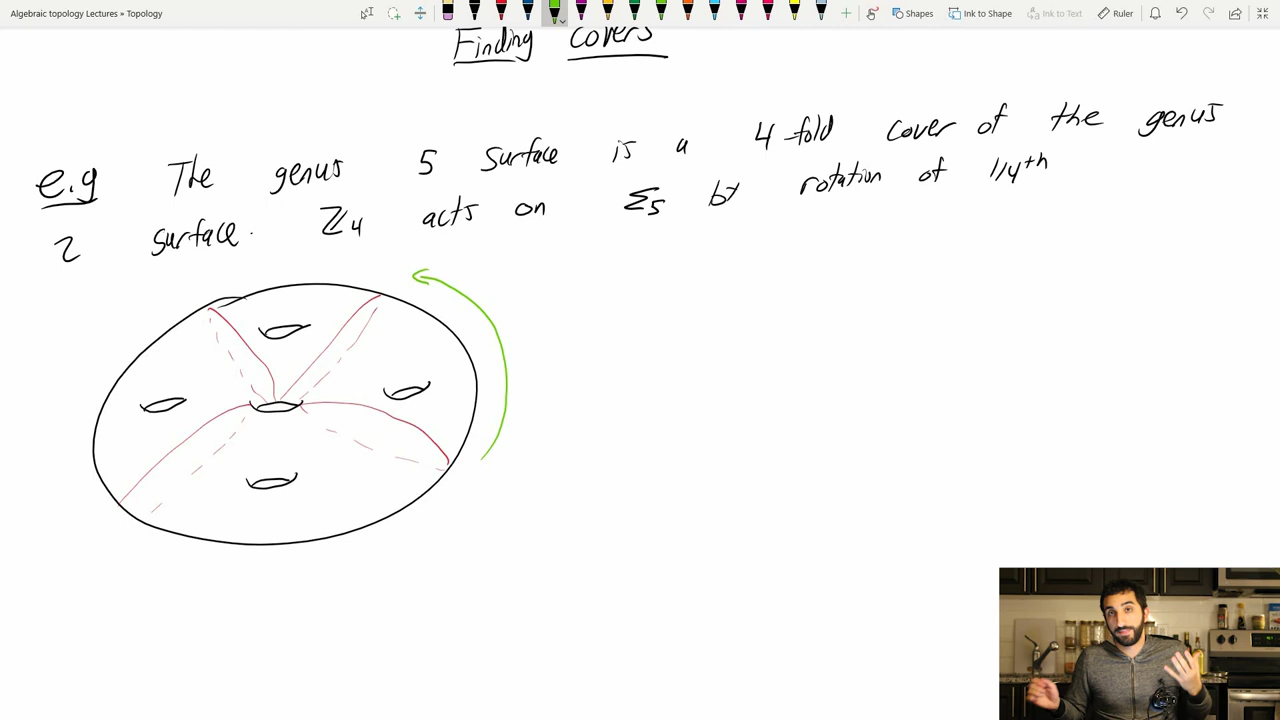 Algebraic topology Lectures » Topology
Shapes
Ink to Shape
Ink to Text
Ruler
Finding Covers
e.g The genus 5 surface is a 4-fold cover of the genus
2 surface. ℤ4 acts on Σ5 by rotation of 1/4th